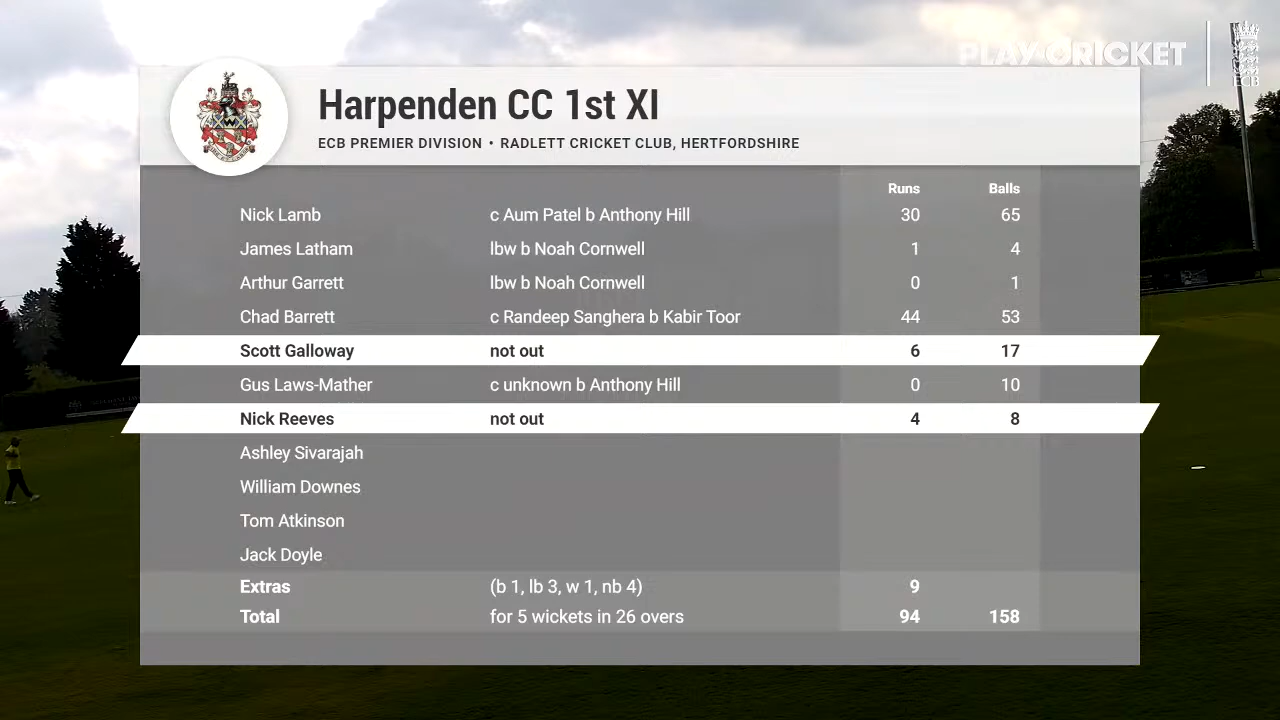 PLAY-CRICKET
ECB
Harpenden CC 1st XI
ECB PREMIER DIVISION • RADLETT CRICKET CLUB, HERTFORDSHIRE
Runs Balls
Nick Lamb c Aum Patel b Anthony Hill 30 65
James Latham lbw b Noah Cornwell 1 4
Arthur Garrett lbw b Noah Cornwell 0 1
Chad Barrett c Randeep Sanghera b Kabir Toor 44 53
Scott Galloway not out 6 17
Gus Laws-Mather c unknown b Anthony Hill 0 10
Nick Reeves not out 4 8
Ashley Sivarajah
William Downes
Tom Atkinson
Jack Doyle
Extras (b 1, lb 3, w 1, nb 4) 9
Total for 5 wickets in 26 overs 94 158